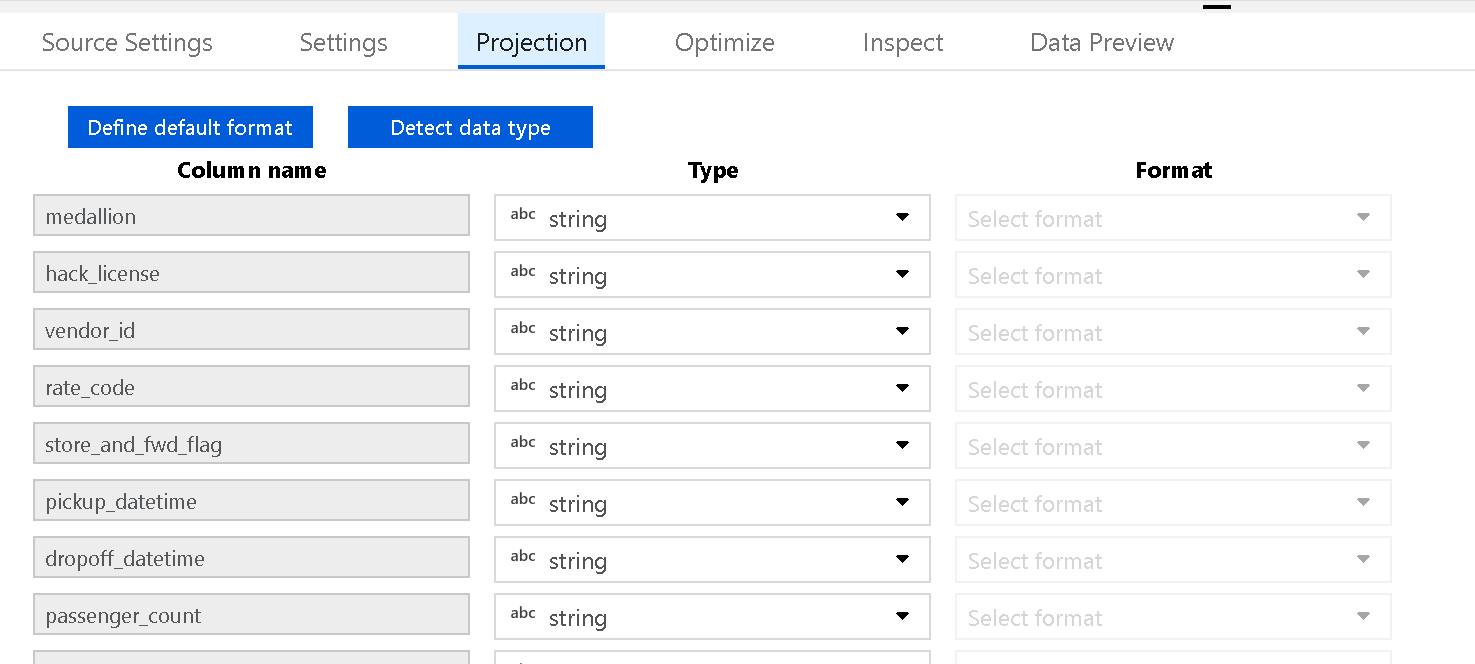 Source Settings Settings Projection Optimize Inspect Data Preview
Define default format Detect data type
Column name Type Format
medallion abc string Select format
hack_license abc string Select format
vendor_id abc string Select format
rate_code abc string Select format
store_and_fwd_flag abc string Select format
pickup_datetime abc string Select format
dropoff_datetime abc string Select format
passenger_count abc string Select format